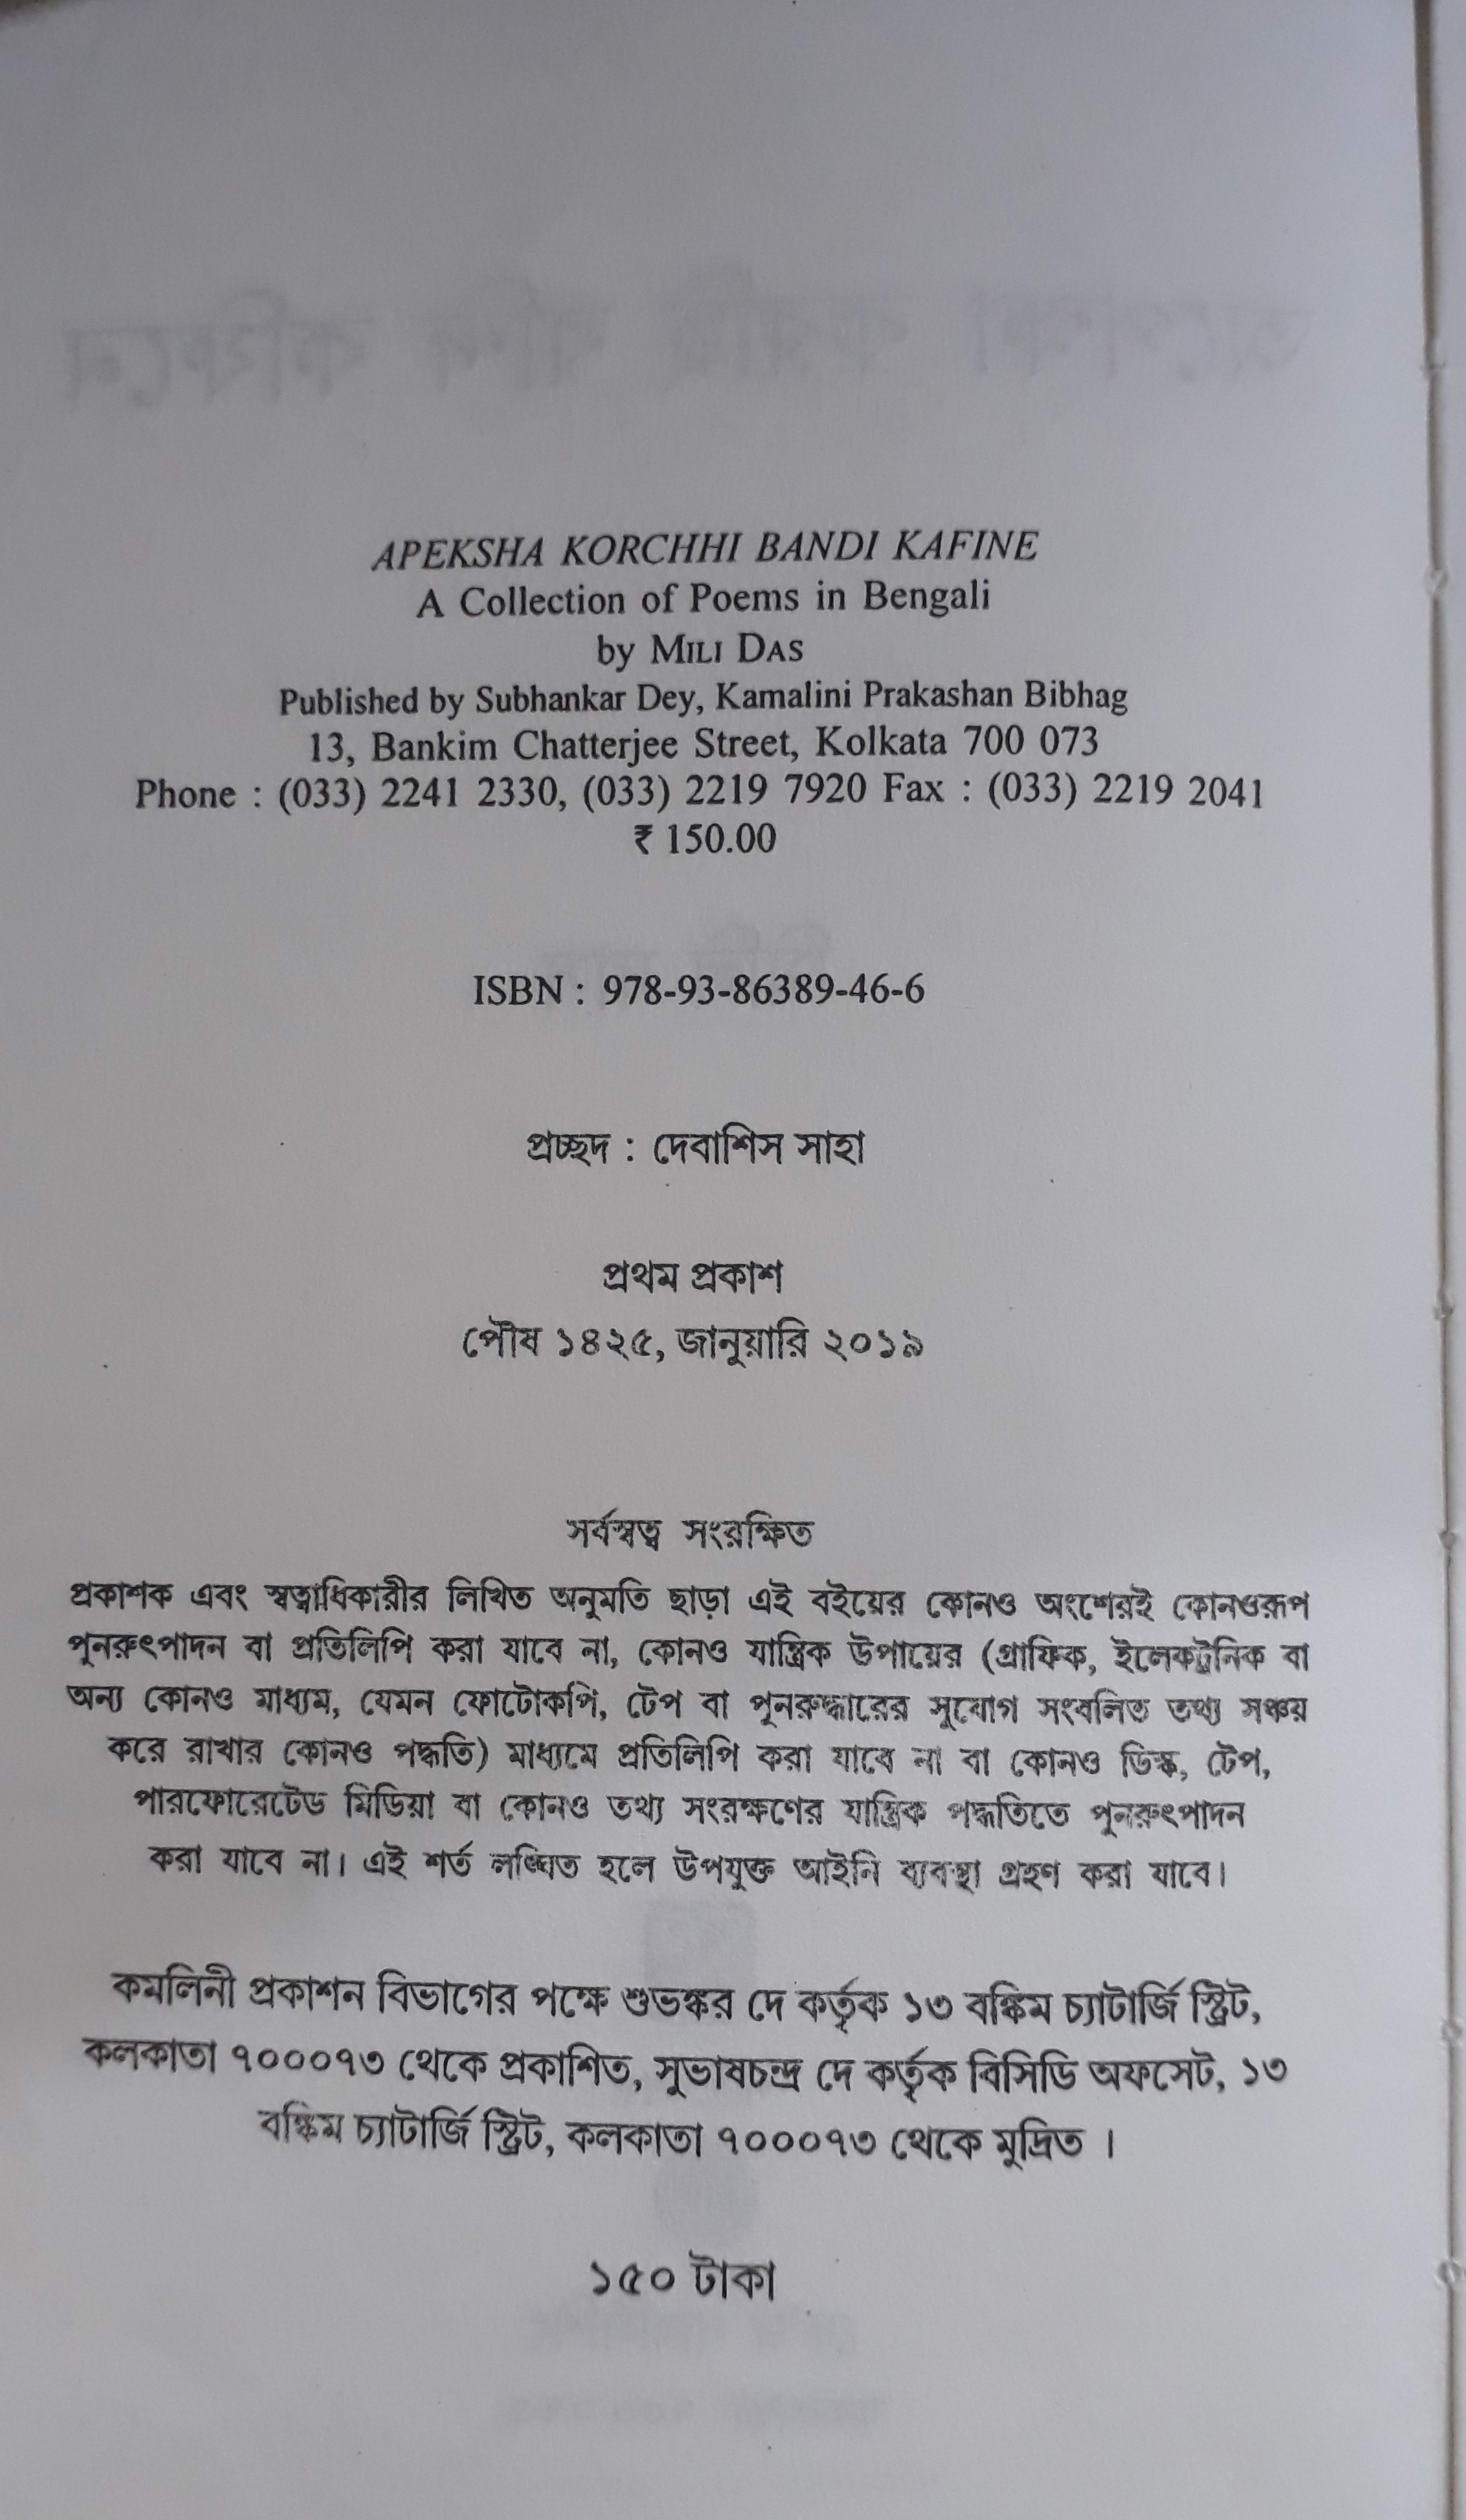 APEKSHA KORCHHI BANDI KAFINE
A Collection of Poems in Bengali
by MILI DAS
Published by Subhankar Dey, Kamalini Prakashan Bibhag
13, Bankim Chatterjee Street, Kolkata 700 073
Phone : (033) 2241 2330, (033) 2219 7920 Fax : (033) 2219 2041
₹ 150.00
ISBN : 978-93-86389-46-6
প্রচ্ছদ : দেবাশিস সাহা
প্রথম প্রকাশ
পৌষ ১৪২৫, জানুয়ারি ২০১৯
সর্বস্বত্ব সংরক্ষিত
প্রকাশক এবং স্বত্বাধিকারীর লিখিত অনুমতি ছাড়া এই বইয়ের কোনও অংশেরই কোনওরূপ
পুনরুৎপাদন বা প্রতিলিপি করা যাবে না, কোনও যান্ত্রিক উপায়ের (গ্রাফিক, ইলেকট্রনিক বা
অন্য কোনও মাধ্যম, যেমন ফোটোকপি, টেপ বা পুনরুদ্ধারের সুযোগ সংবলিত তথ্য সঞ্চয়
করে রাখার কোনও পদ্ধতি) মাধ্যমে প্রতিলিপি করা যাবে না বা কোনও ডিস্ক, টেপ,
পারফোরেটেড মিডিয়া বা কোনও তথ্য সংরক্ষণের যান্ত্রিক পদ্ধতিতে পুনরুৎপাদন
করা যাবে না। এই শর্ত লঙ্ঘিত হলে উপযুক্ত আইনি ব্যবস্থা গ্রহণ করা যাবে।
কমলিনী প্রকাশন বিভাগের পক্ষে শুভঙ্কর দে কর্তৃক ১৩ বঙ্কিম চ্যাটার্জি স্ট্রিট,
কলকাতা ৭০০০৭৩ থেকে প্রকাশিত, সুভাষচন্দ্র দে কর্তৃক বিসিডি অফসেট, ১৩
বঙ্কিম চ্যাটার্জি স্ট্রিট, কলকাতা ৭০০০৭৩ থেকে মুদ্রিত ।
১৫০ টাকা